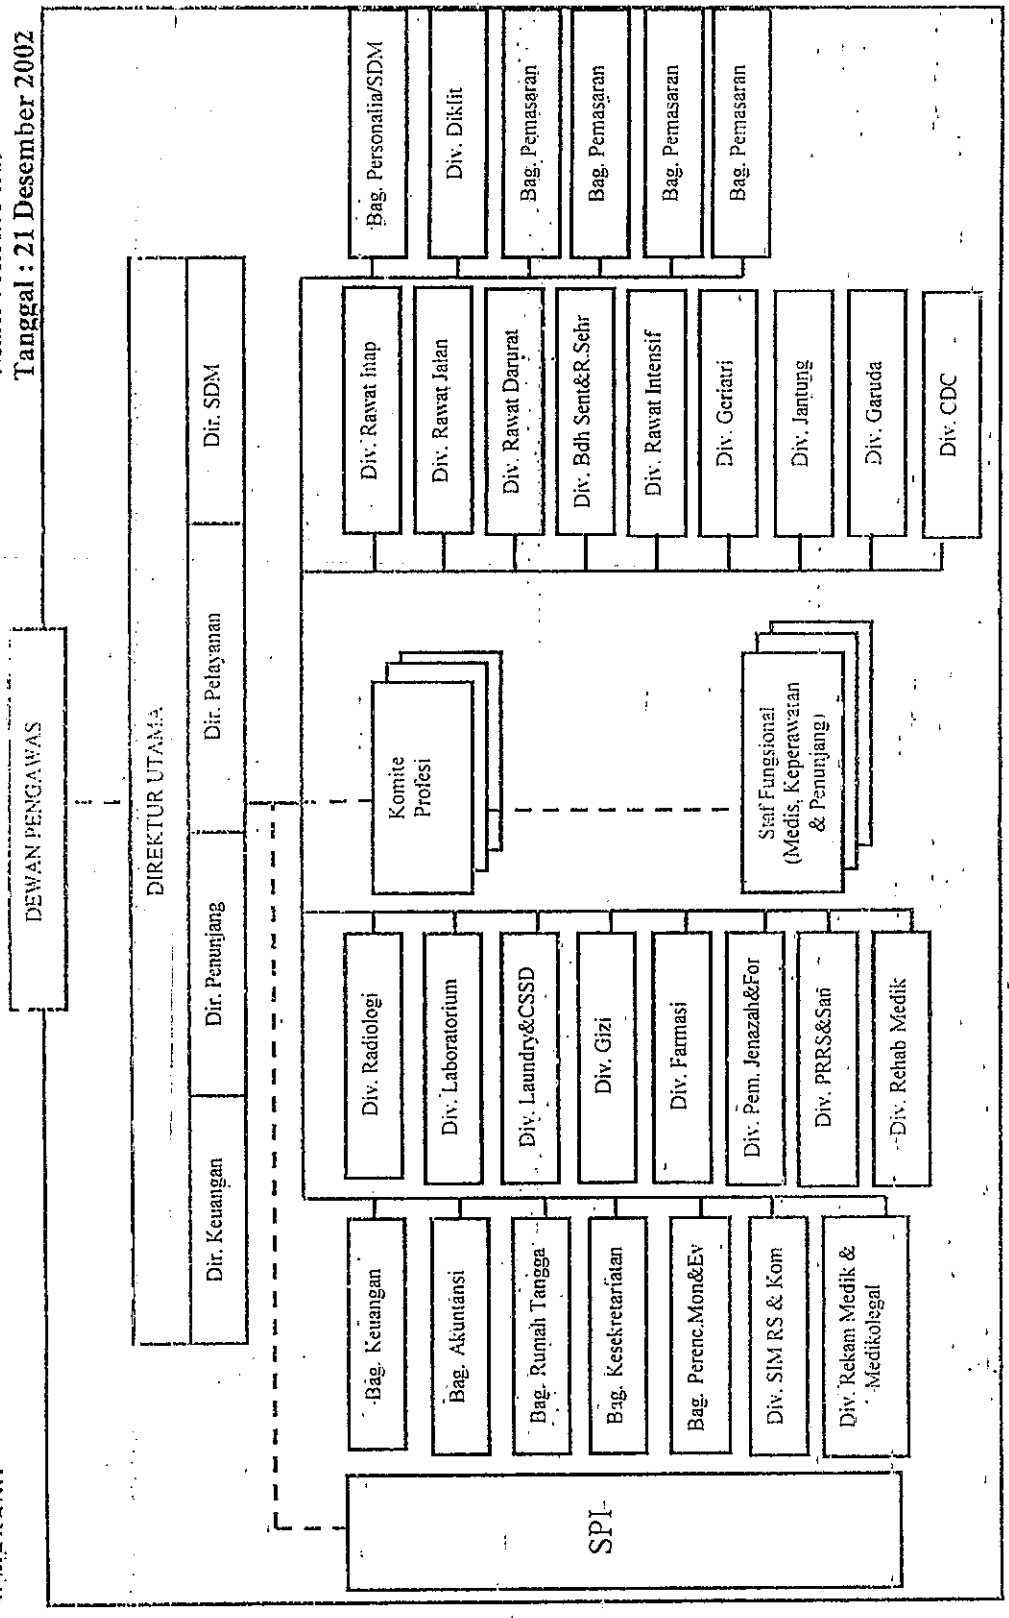 Tanggal : 21 Desember 2002
DEWAN PENGAWAS
DIREKTUR UTAMA
Dir. Keuangan
Dir. Penunjang
Dir. Pelayanan
Dir. SDM
SPI
Bag. Keuangan
Bag. Akuntansi
Bag. Rumah Tangga
Bag. Kesekretariatan
Bag. Perenc.Mon&Ev
Div. SIM RS & Kom
Div. Rekam Medik &
Medikolegal
Div. Radiologi
Div. Laboratorium
Div. Laundry&CSSD
Div. Gizi
Div. Farmasi
Div. Pem. Jenazah&For
Div. PRRS&San
Div. Rehab Medik
Komite
Profesi
Staf Fungsional
(Medis, Keperawatan
& Penunjang)
Div. Rawat Inap
Div. Rawat Jalan
Div. Rawat Darurat
Div. Bdh Sent&R.Sehr
Div. Rawat Intensif
Div. Geriatri
Div. Jantung
Div. Garuda
Div. CDC
Bag. Personalia/SDM
Div. Diklit
Bag. Pemasaran
Bag. Pemasaran
Bag. Pemasaran
Bag. Pemasaran